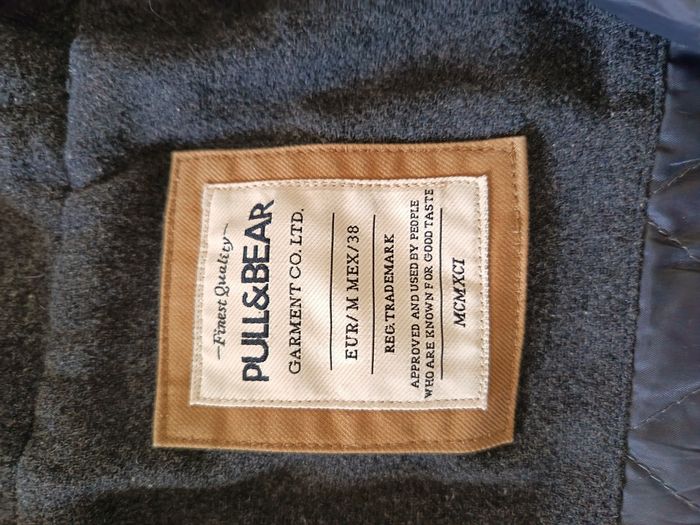 Finest Quality
PULL&BEAR
GARMENT CO. LTD.
EUR/ M MEX/38
REG. TRADEMARK
APPROVED AND USED BY PEOPLE
WHO ARE KNOWN FOR GOOD TASTE
MCMXCI